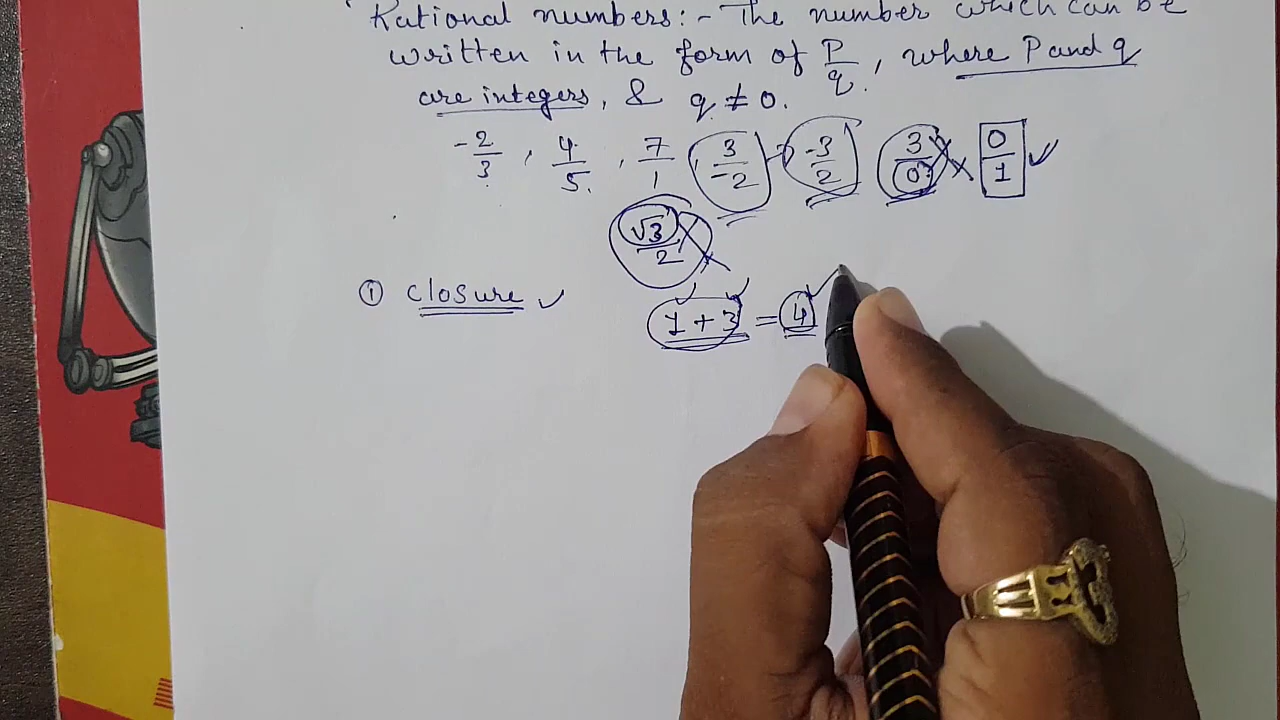 Rational numbers:- The number which can be
written in the form of P/q, where P and q
are integers, & q ≠ 0.
-2/3, 4/5, 7/1, 3/-2 → -3/2 3/0 0/1 ✓
√3/2
① closure ✓ 1 + 3 = 4